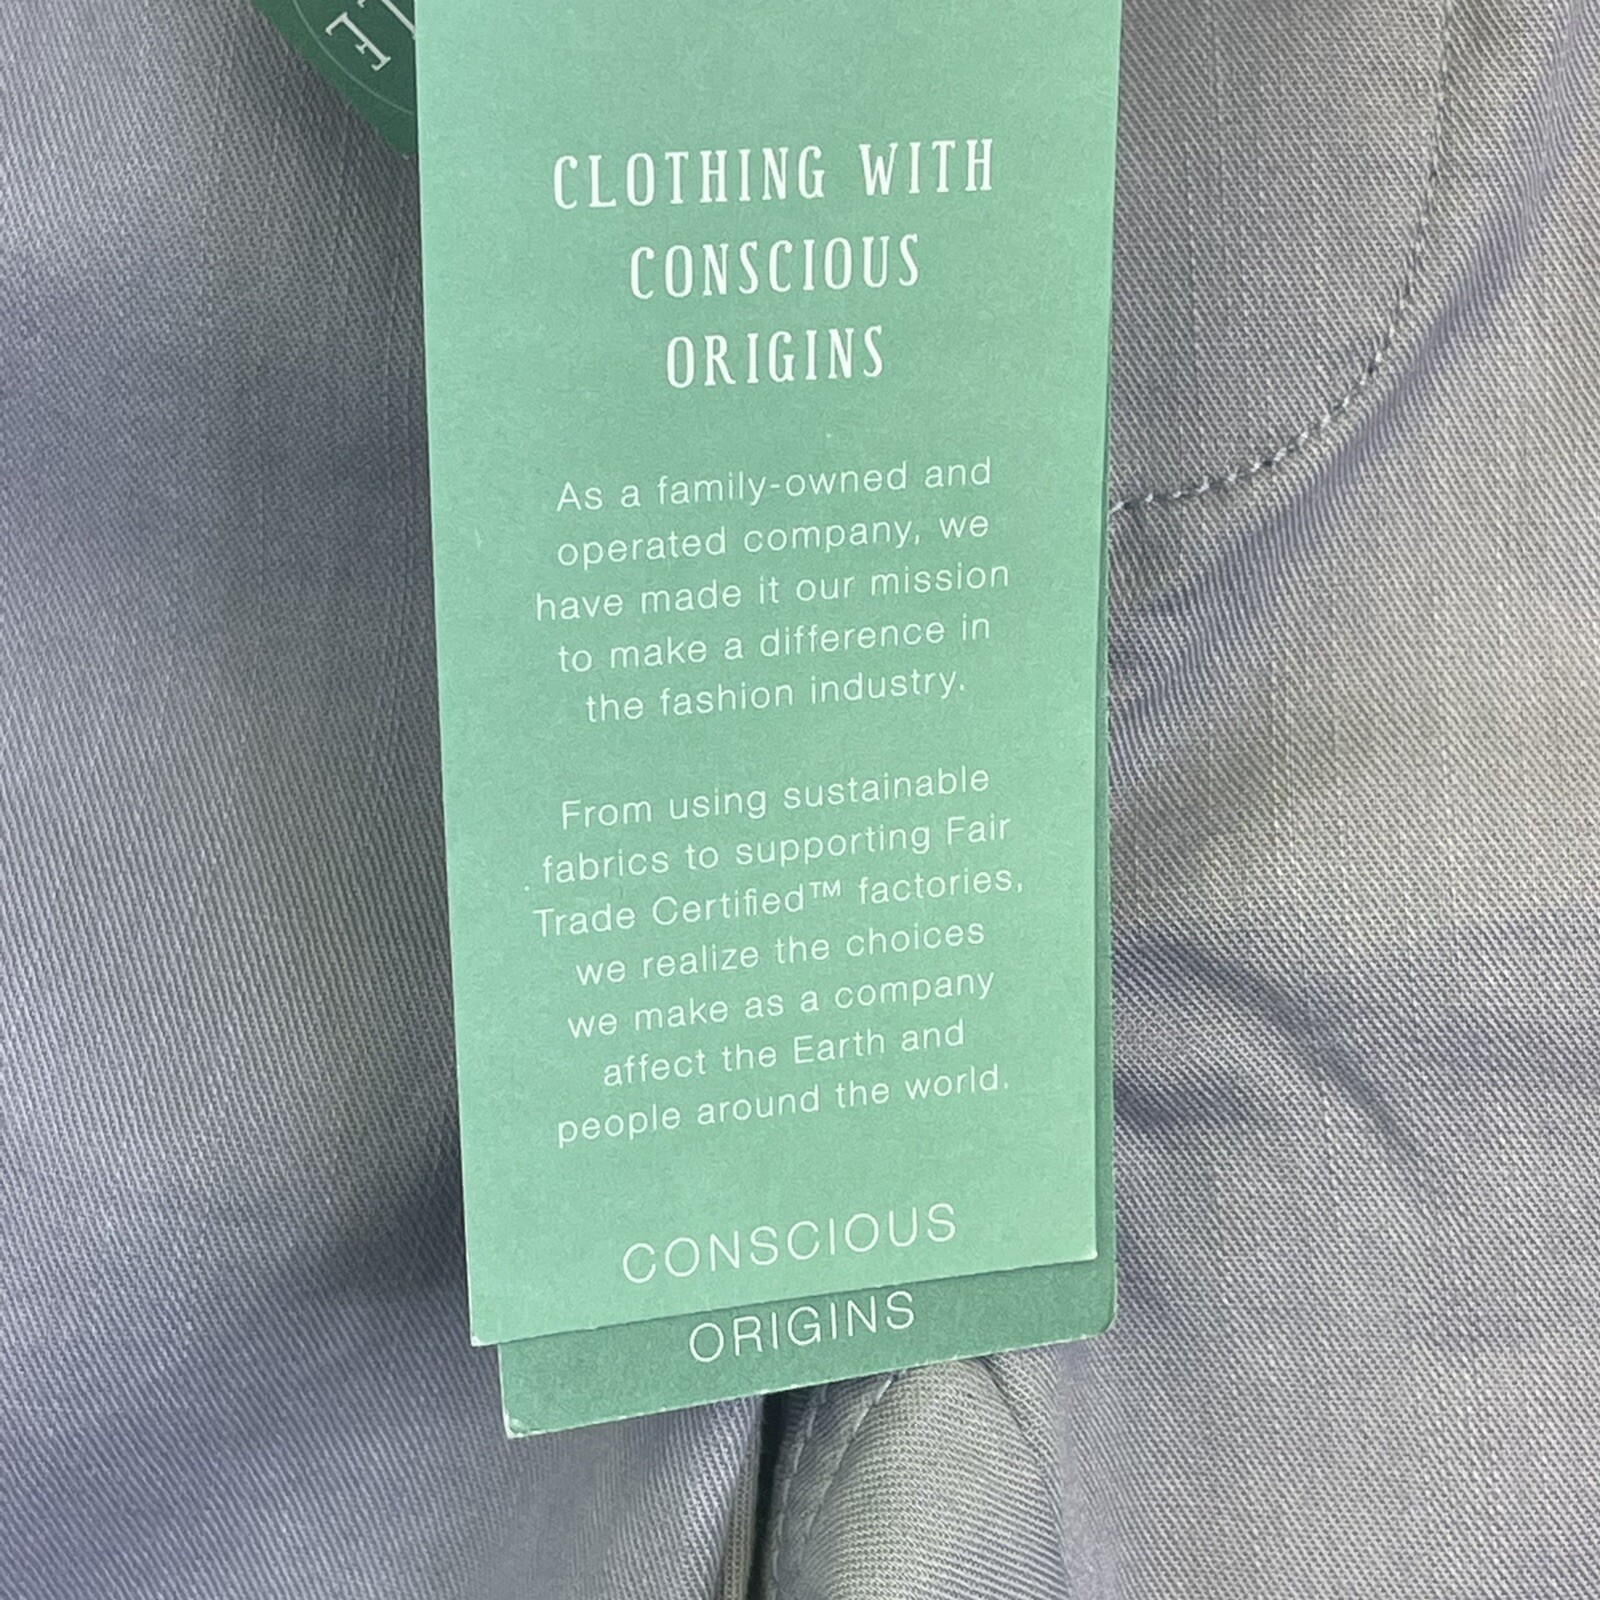 CLOTHING WITH
CONSCIOUS
ORIGINS
As a family-owned and
operated company, we
have made it our mission
to make a difference in
the fashion industry.
From using sustainable
fabrics to supporting Fair
Trade Certified™ factories,
we realize the choices
we make as a company
affect the Earth and
people around the world.
CONSCIOUS
ORIGINS